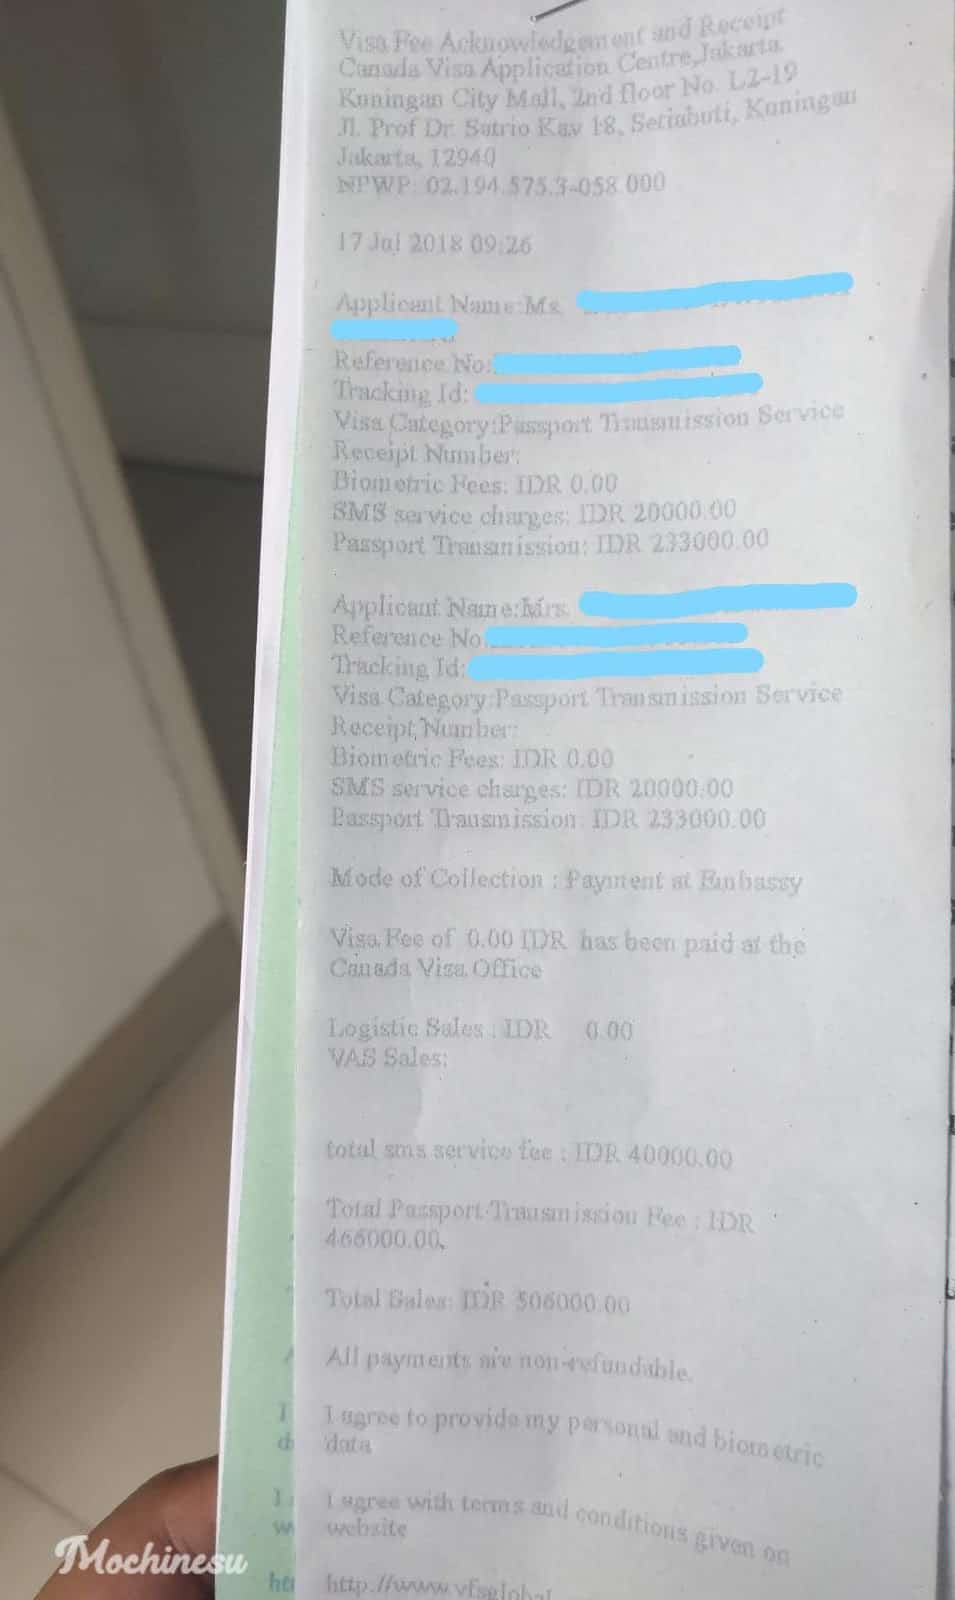 Visa Fee Acknowledgement and Receipt
Canada Visa Application Centre,Jakarta
Kuningan City Mall, 2nd floor No. L2-19
Jl. Prof Dr. Satrio Kav 18, Setiabuti, Kuningan
Jakarta, 12940
NPWP: 02.194.575.3-058.000
17 Jul 2018 09:26
Applicant Name:Ms.
Reference No:
Tracking Id:
Visa Category:Passport Transmission Service
Receipt Number:
Biometric Fees: IDR 0.00
SMS service charges: IDR 20000.00
Passport Transmission: IDR 233000.00
Applicant Name:Mrs.
Reference No:
Tracking Id:
Visa Category:Passport Transmission Service
Receipt Number:
Biometric Fees: IDR 0.00
SMS service charges: IDR 20000.00
Passport Transmission: IDR 233000.00
Mode of Collection : Payment at Embassy
Visa Fee of 0.00 IDR has been paid at the
Canada Visa Office
Logistic Sales : IDR 0.00
VAS Sales:
total sms service fee : IDR 40000.00
Total Passport Transmission Fee : IDR
466000.00
Total Sales: IDR 506000.00
All payments are non-refundable.
I agree to provide my personal and biometric
data
I agree with terms and conditions given on
website
http://www.vfsglobal
Mochinesu